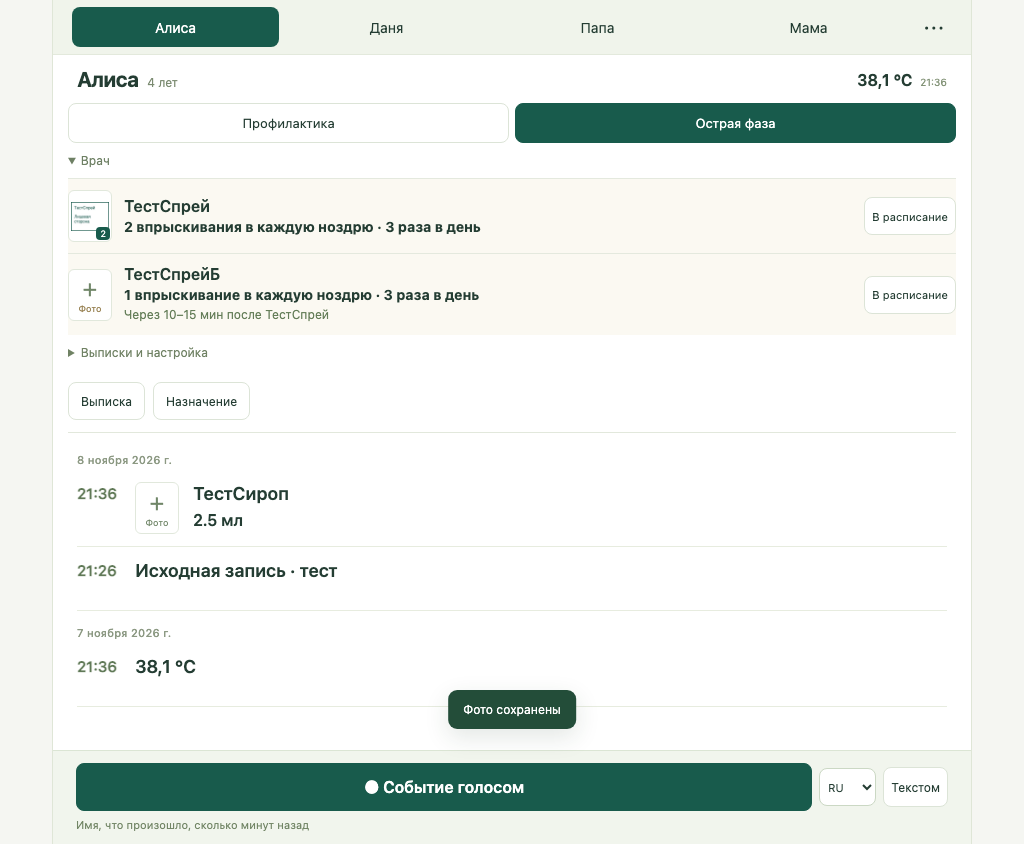 Алиса
Даня
Папа
Мама
Алиса 4 лет
38,1 °C 21:36
Профилактика
Острая фаза
Врач
ТестСпрей
2
ТестСпрей
2 впрыскивания в каждую ноздрю · 3 раза в день
В расписание
+
Фото
ТестСпрейБ
1 впрыскивание в каждую ноздрю · 3 раза в день
Через 10–15 мин после ТестСпрей
В расписание
Выписки и настройка
Выписка
Назначение
8 ноября 2026 г.
21:36
+
Фото
ТестСироп
2.5 мл
21:26
Исходная запись · тест
7 ноября 2026 г.
21:36
38,1 °C
Фото сохранены
Событие голосом
RU
Текстом
Имя, что произошло, сколько минут назад